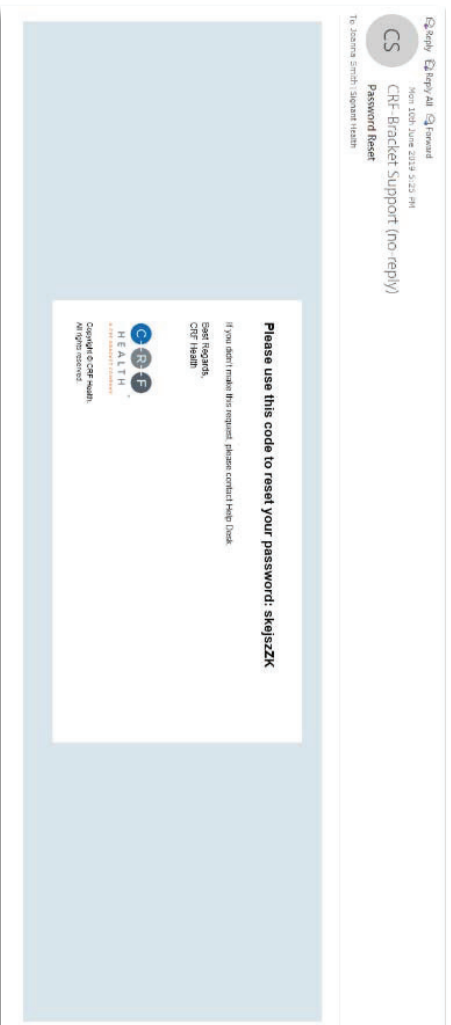 Reply Reply All Forward
Mon 10th June 2019 5:25 PM
CS
CRF-Bracket Support (no-reply)
Password Reset
To Joanna Smith | Signant Health
Please use this code to reset your password: skejszZK
If you didn't make this request, please contact Help Desk
Best Regards,
CRF Health
C-R-F
HEALTH
Copyright © CRF Health.
All rights reserved.